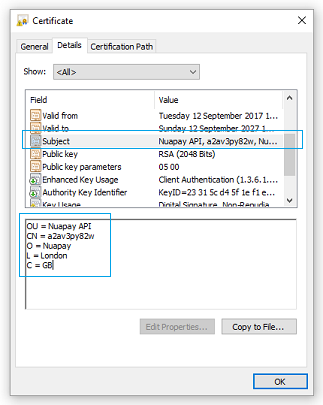 Certificate
General Details Certification Path
Show: <All>
Field Value
Valid from Tuesday 12 September 2017 1...
Valid to Sunday 12 September 2027 1...
Subject Nuapay API, a2av3py82w, Nu...
Public key RSA (2048 Bits)
Public key parameters 05 00
Enhanced Key Usage Client Authentication (1.3.6.1...
Authority Key Identifier KeyID=23 31 5c d4 5f 1e f1 e...
Key Usage Digital Signature, Non-Repudia...
OU = Nuapay API
CN = a2av3py82w
O = Nuapay
L = London
C = GB
Edit Properties... Copy to File...
OK